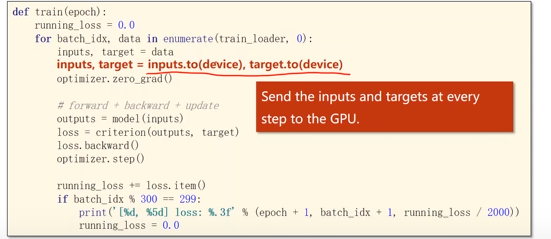 def train(epoch):
    running_loss = 0.0
    for batch_idx, data in enumerate(train_loader, 0):
        inputs, target = data
        inputs, target = inputs.to(device), target.to(device)
        optimizer.zero_grad()
        # forward + backward + update
        outputs = model(inputs)
        loss = criterion(outputs, target)
        loss.backward()
        optimizer.step()
        running_loss += loss.item()
        if batch_idx % 300 == 299:
            print('[%d, %5d] loss: %.3f' % (epoch + 1, batch_idx + 1, running_loss / 2000))
            running_loss = 0.0
Send the inputs and targets at every
step to the GPU.